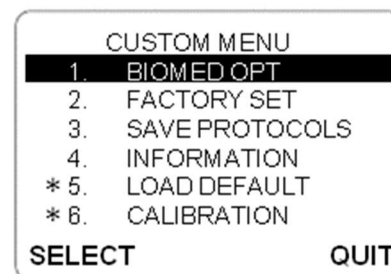 CUSTOM MENU
1. BIOMED OPT
2. FACTORY SET
3. SAVE PROTOCOLS
4. INFORMATION
* 5. LOAD DEFAULT
* 6. CALIBRATION
SELECT QUIT